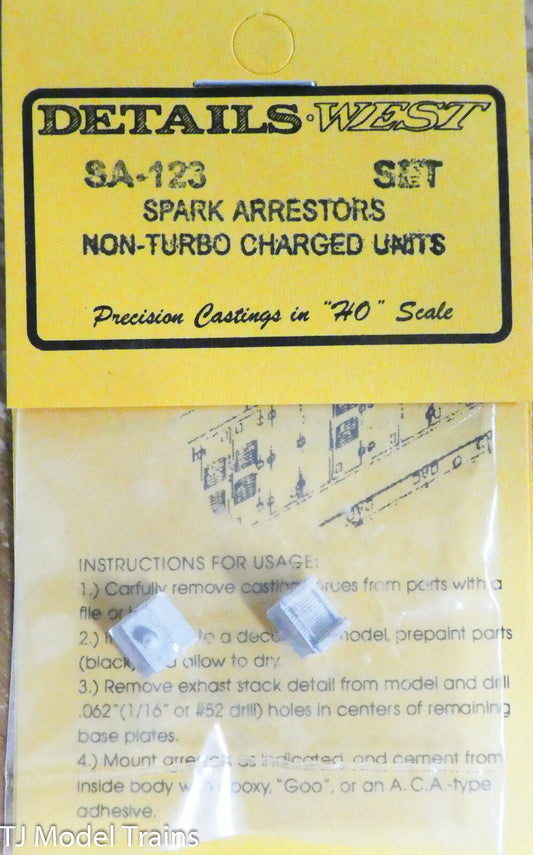 DETAILS·WEST
SA-123 SET
SPARK ARRESTORS
NON-TURBO CHARGED UNITS
Precision Castings in "HO" Scale
INSTRUCTIONS FOR USAGE:
1.) Carfully remove casting from parts with a
file or
2.) to a model, prepaint parts
(black) allow to dry.
3.) Remove exhast stack detail from model and drill
.062"(1/16" or #52 drill) holes in centers of remaining
base plates.
4.) Mount as indicated, and cement from
inside body epoxy, "Goo", or an A.C.A.-type
adhesive.
TJ Model Trains